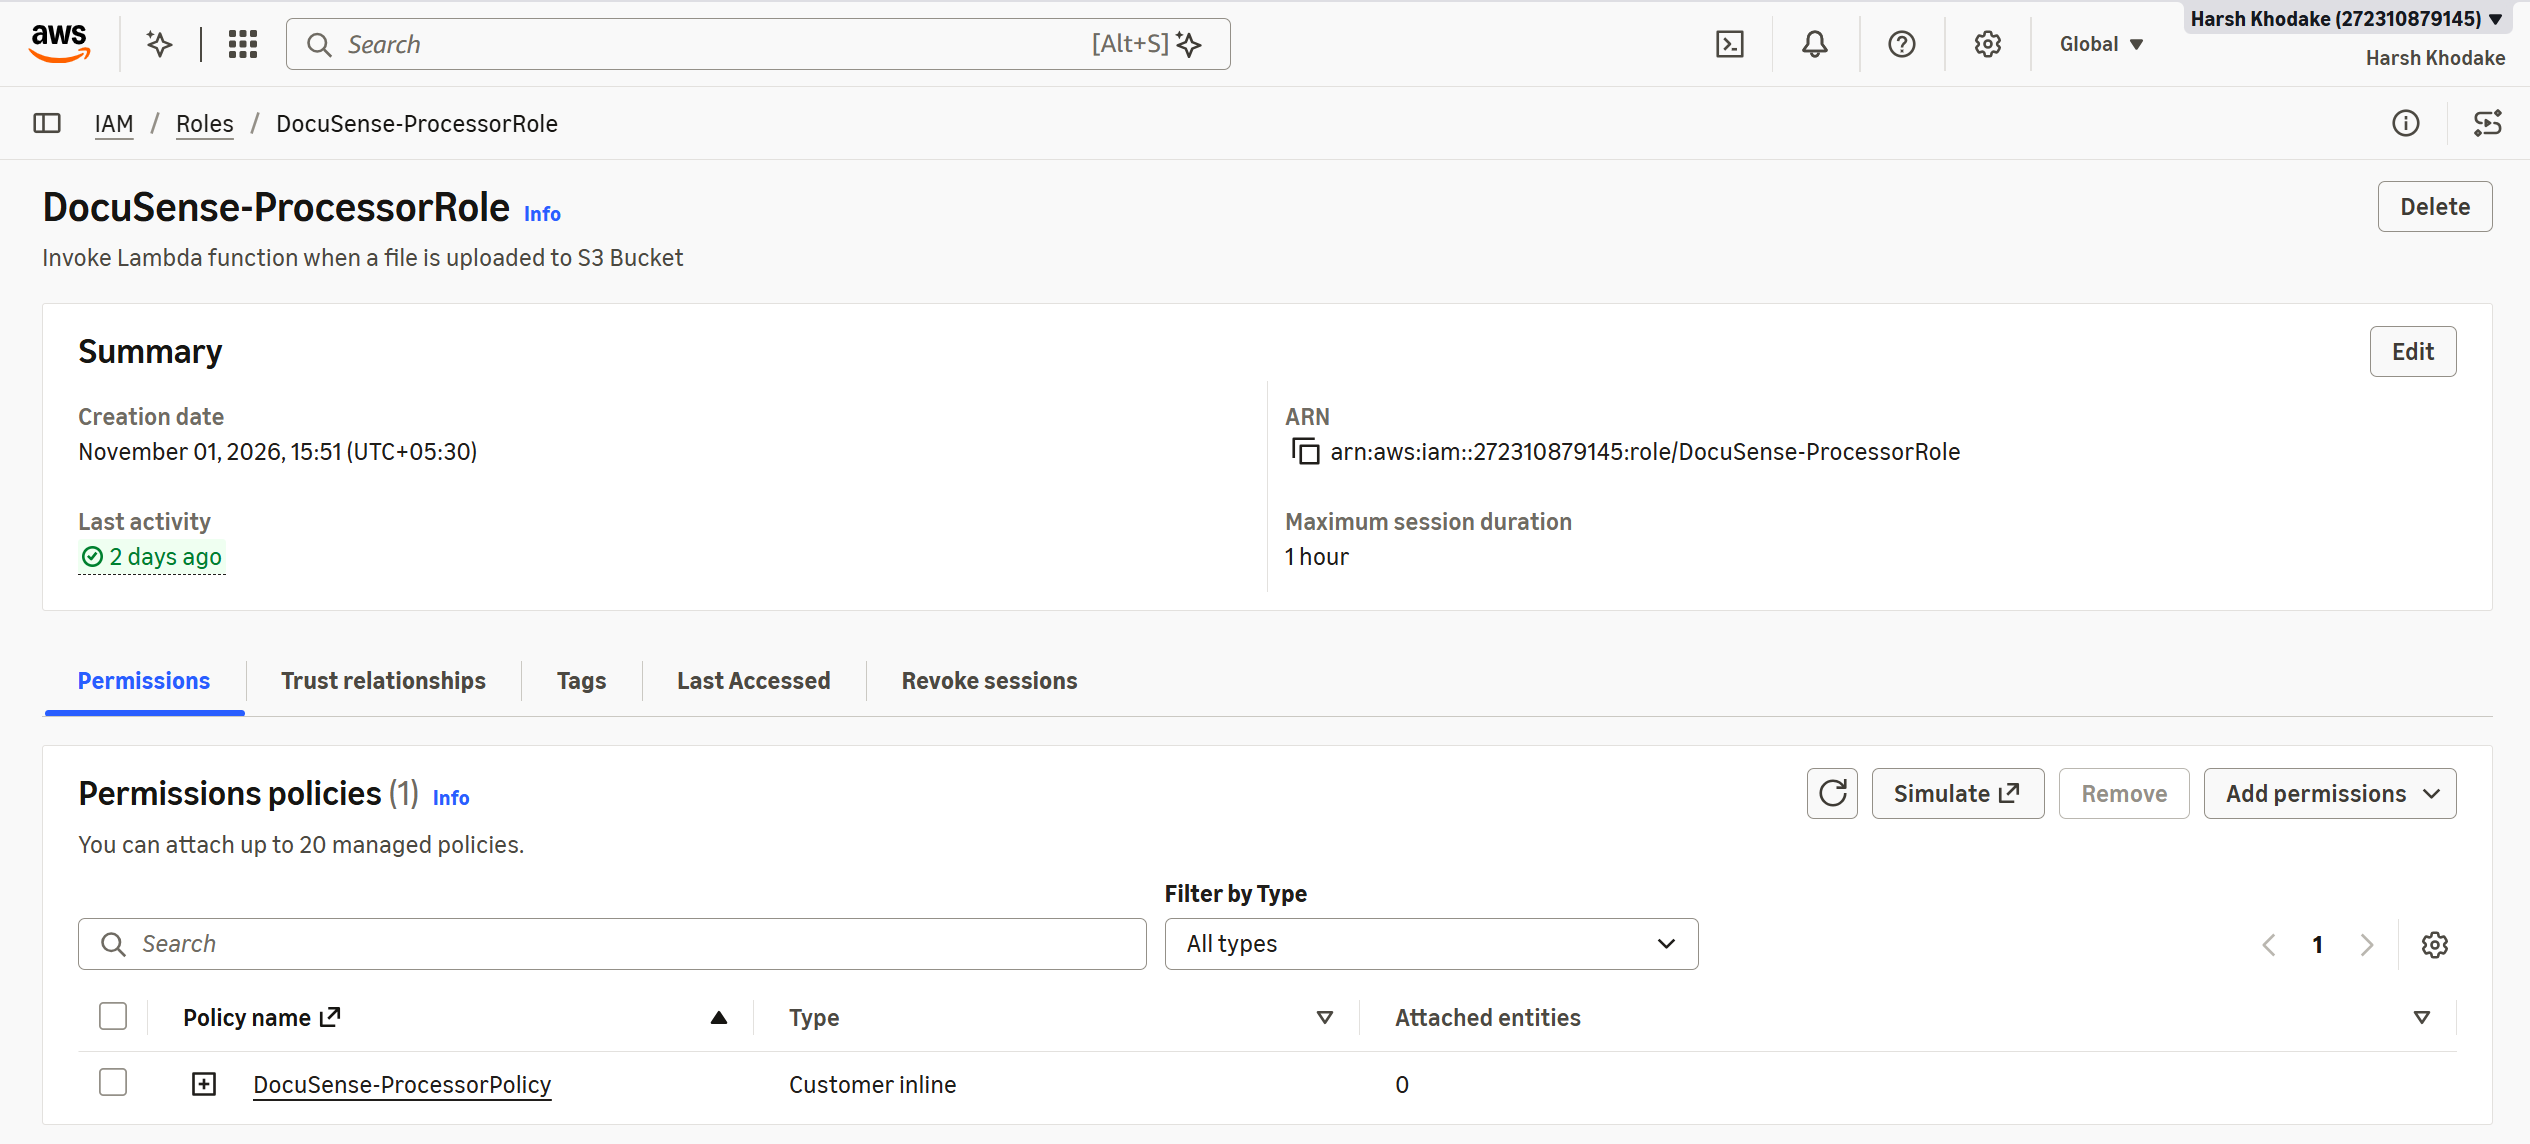 aws
Search [Alt+S]
Global
Harsh Khodake (272310879145)
Harsh Khodake
IAM / Roles / DocuSense-ProcessorRole
DocuSense-ProcessorRole Info
Delete
Invoke Lambda function when a file is uploaded to S3 Bucket
Summary
Edit
Creation date
November 01, 2026, 15:51 (UTC+05:30)
ARN
arn:aws:iam::272310879145:role/DocuSense-ProcessorRole
Last activity
2 days ago
Maximum session duration
1 hour
Permissions Trust relationships Tags Last Accessed Revoke sessions
Permissions policies (1) Info
Simulate Remove Add permissions
You can attach up to 20 managed policies.
Filter by Type
Search
All types
1
Policy name Type Attached entities
DocuSense-ProcessorPolicy Customer inline 0